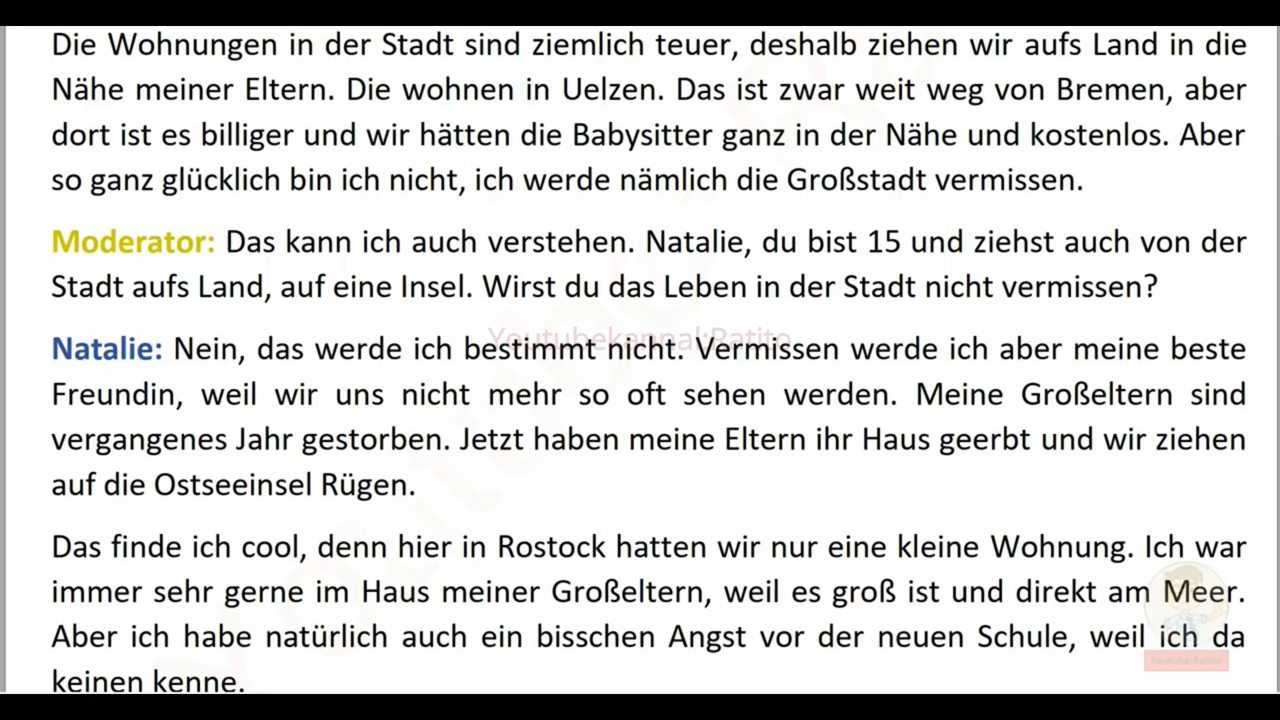 Die Wohnungen in der Stadt sind ziemlich teuer, deshalb ziehen wir aufs Land in die
Nähe meiner Eltern. Die wohnen in Uelzen. Das ist zwar weit weg von Bremen, aber
dort ist es billiger und wir hätten die Babysitter ganz in der Nähe und kostenlos. Aber
so ganz glücklich bin ich nicht, ich werde nämlich die Großstadt vermissen.
Moderator: Das kann ich auch verstehen. Natalie, du bist 15 und ziehst auch von der
Stadt aufs Land, auf eine Insel. Wirst du das Leben in der Stadt nicht vermissen?
Youtubekannal:Ratito
Natalie: Nein, das werde ich bestimmt nicht. Vermissen werde ich aber meine beste
Freundin, weil wir uns nicht mehr so oft sehen werden. Meine Großeltern sind
vergangenes Jahr gestorben. Jetzt haben meine Eltern ihr Haus geerbt und wir ziehen
auf die Ostseeinsel Rügen.
Das finde ich cool, denn hier in Rostock hatten wir nur eine kleine Wohnung. Ich war
immer sehr gerne im Haus meiner Großeltern, weil es groß ist und direkt am Meer.
Aber ich habe natürlich auch ein bisschen Angst vor der neuen Schule, weil ich da
keinen kenne.